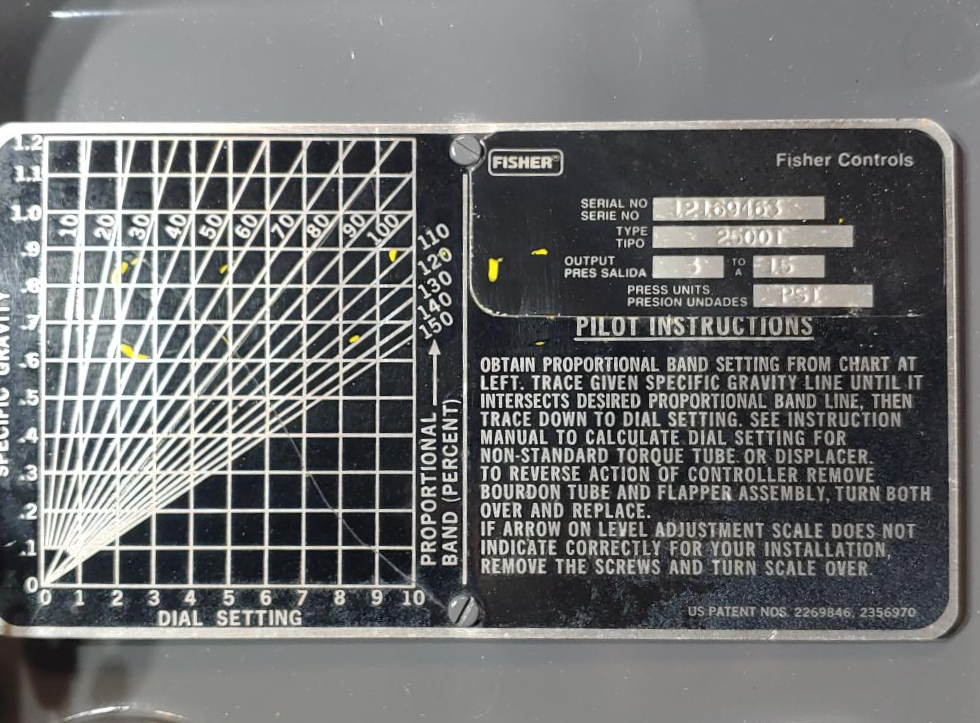 1.2
1.1
1.0
.9
.8
.7
.6
.5
.4
.3
.2
.1
0
SPECIFIC GRAVITY
10 20 30 40 50 60 70 80 90 100
110
120
130
140
150
PROPORTIONAL
BAND (PERCENT)
0 1 2 3 4 5 6 7 8 9 10
DIAL SETTING
FISHER
Fisher Controls
SERIAL NO
SERIE NO
12169463
TYPE
TIPO
2500T
OUTPUT
PRES SALIDA
3
TO
A
15
PRESS UNITS,
PRESION UNDADES
PSI
PILOT INSTRUCTIONS
OBTAIN PROPORTIONAL BAND SETTING FROM CHART AT
LEFT. TRACE GIVEN SPECIFIC GRAVITY LINE UNTIL IT
INTERSECTS DESIRED PROPORTIONAL BAND LINE, THEN
TRACE DOWN TO DIAL SETTING. SEE INSTRUCTION
MANUAL TO CALCULATE DIAL SETTING FOR
NON-STANDARD TORQUE TUBE OR DISPLACER.
TO REVERSE ACTION OF CONTROLLER REMOVE
BOURDON TUBE AND FLAPPER ASSEMBLY, TURN BOTH
OVER AND REPLACE.
IF ARROW ON LEVEL ADJUSTMENT SCALE DOES NOT
INDICATE CORRECTLY FOR YOUR INSTALLATION,
REMOVE THE SCREWS AND TURN SCALE OVER.
US PATENT NOS. 2269846, 2356970